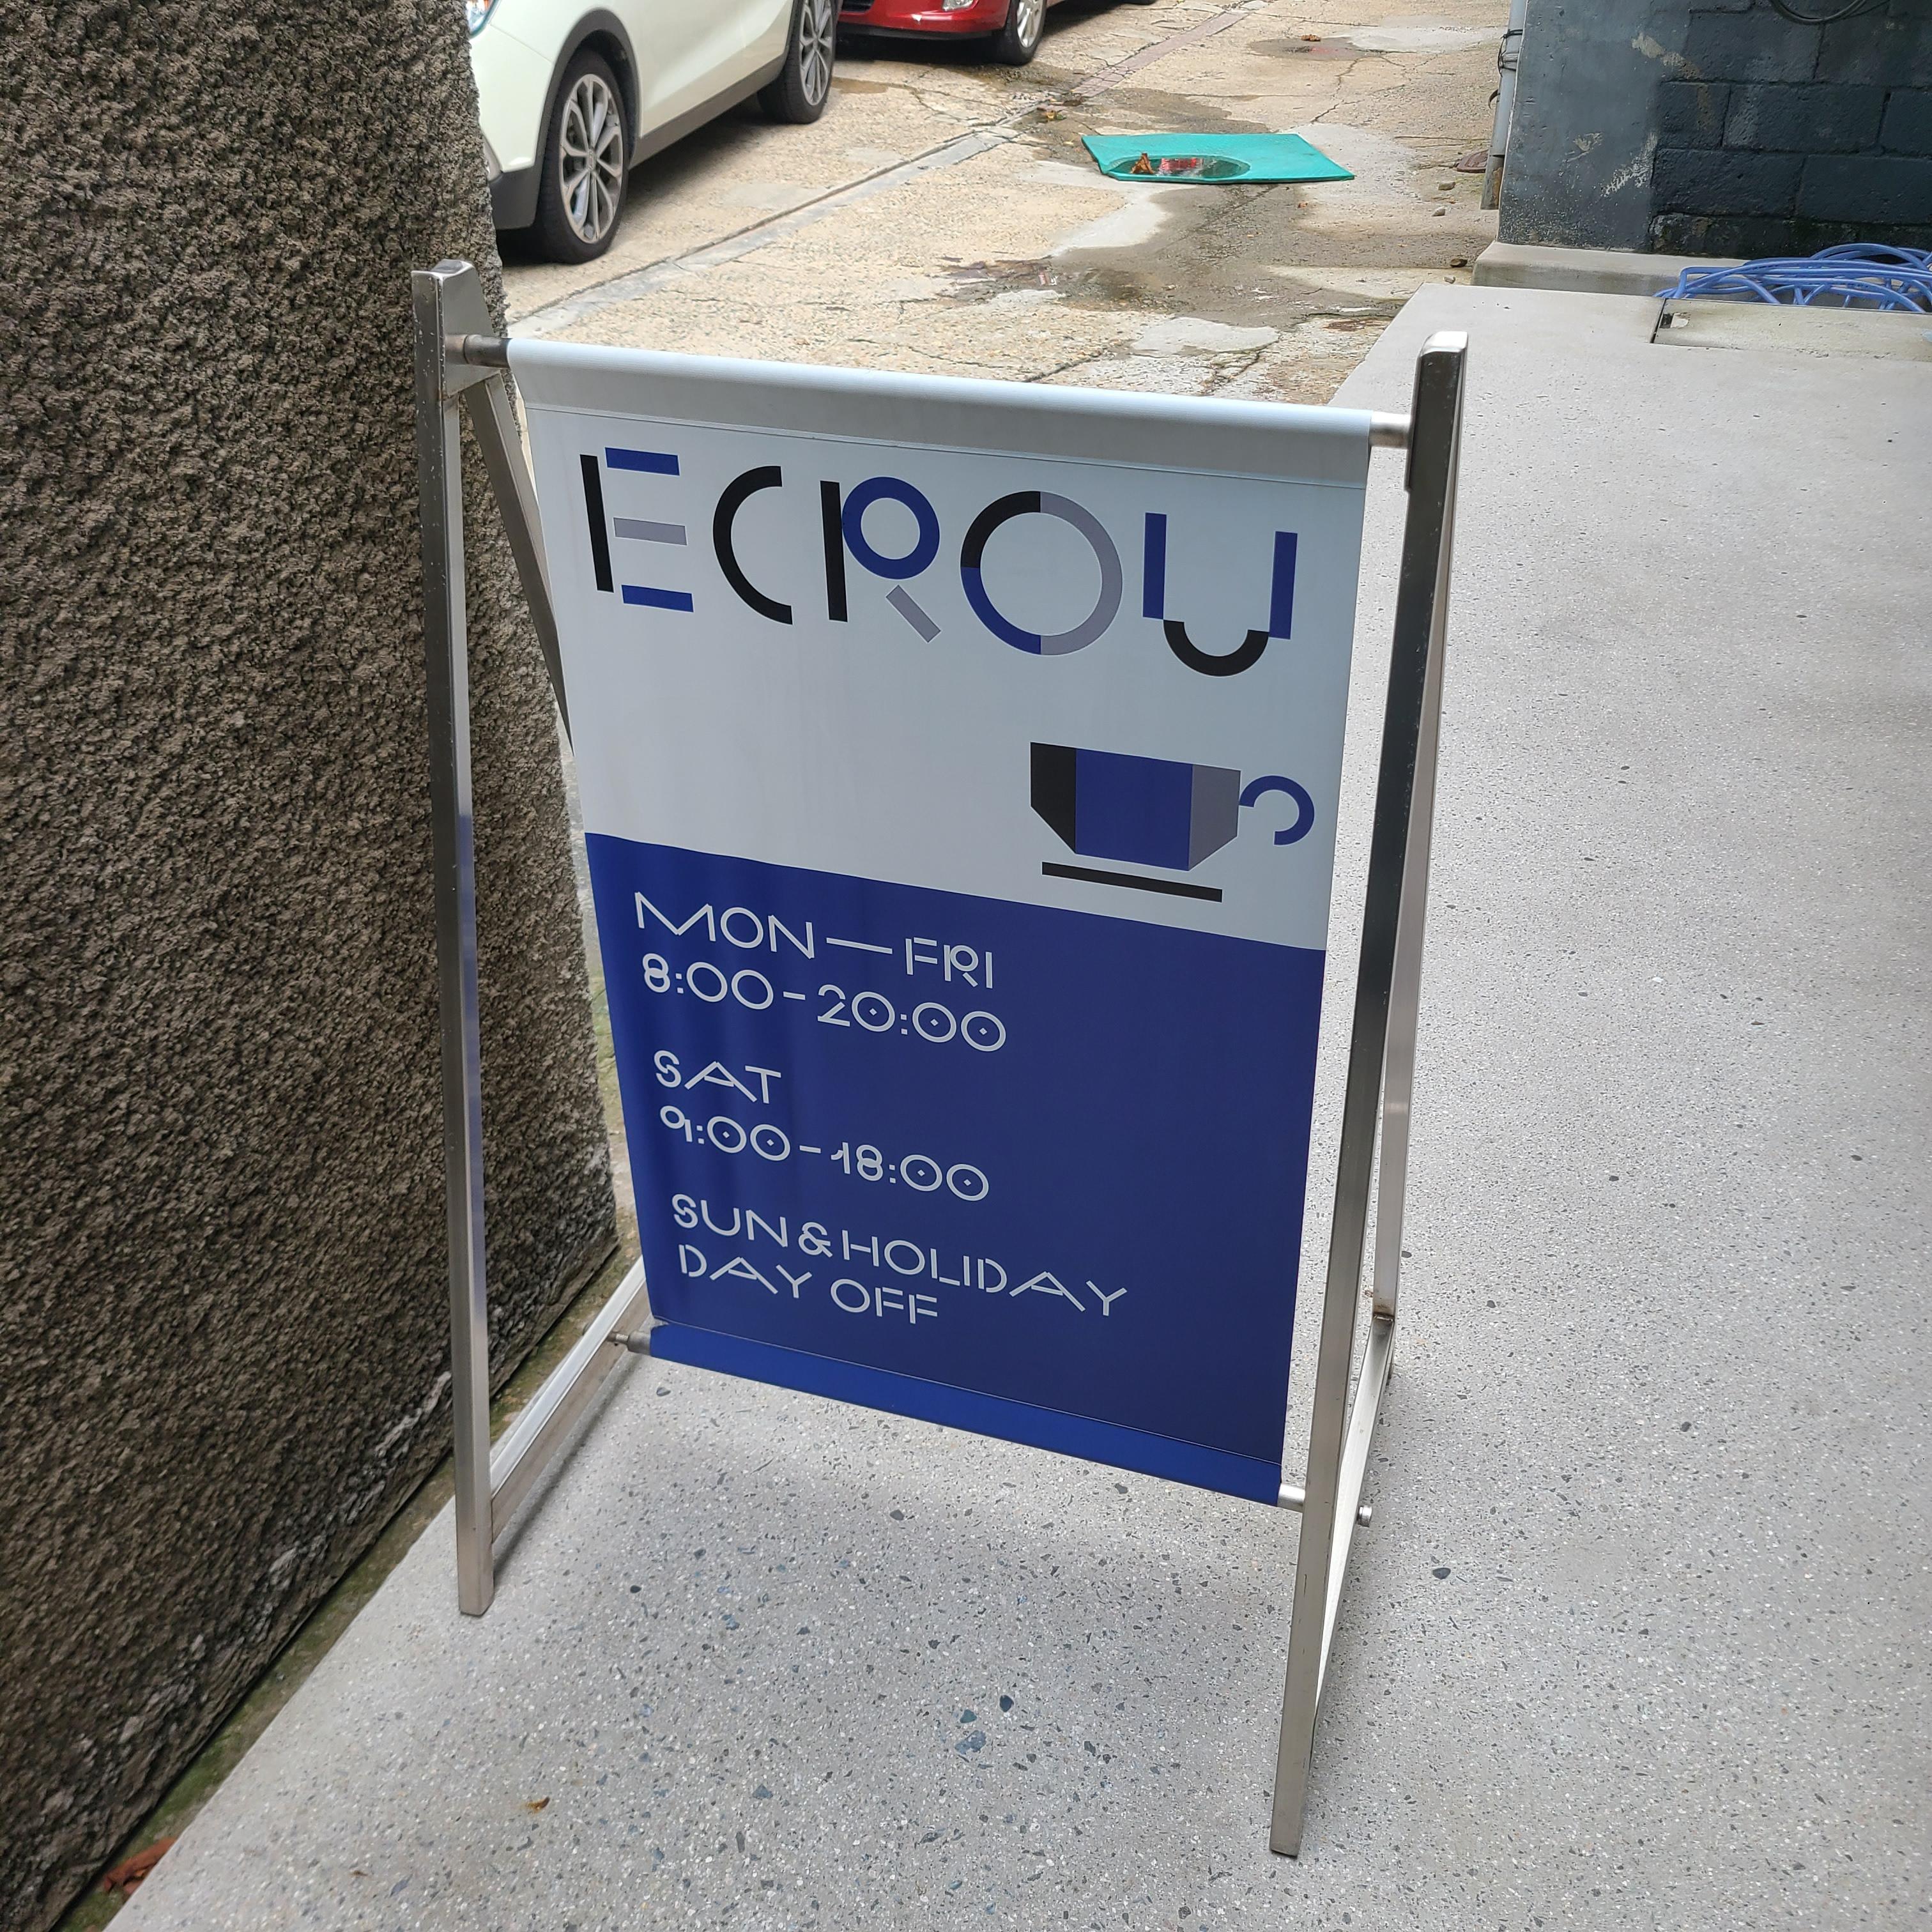 ECROU
MON—FRI
8:00-20:00
SAT
9:00-18:00
SUN&HOLIDAY
DAY OFF